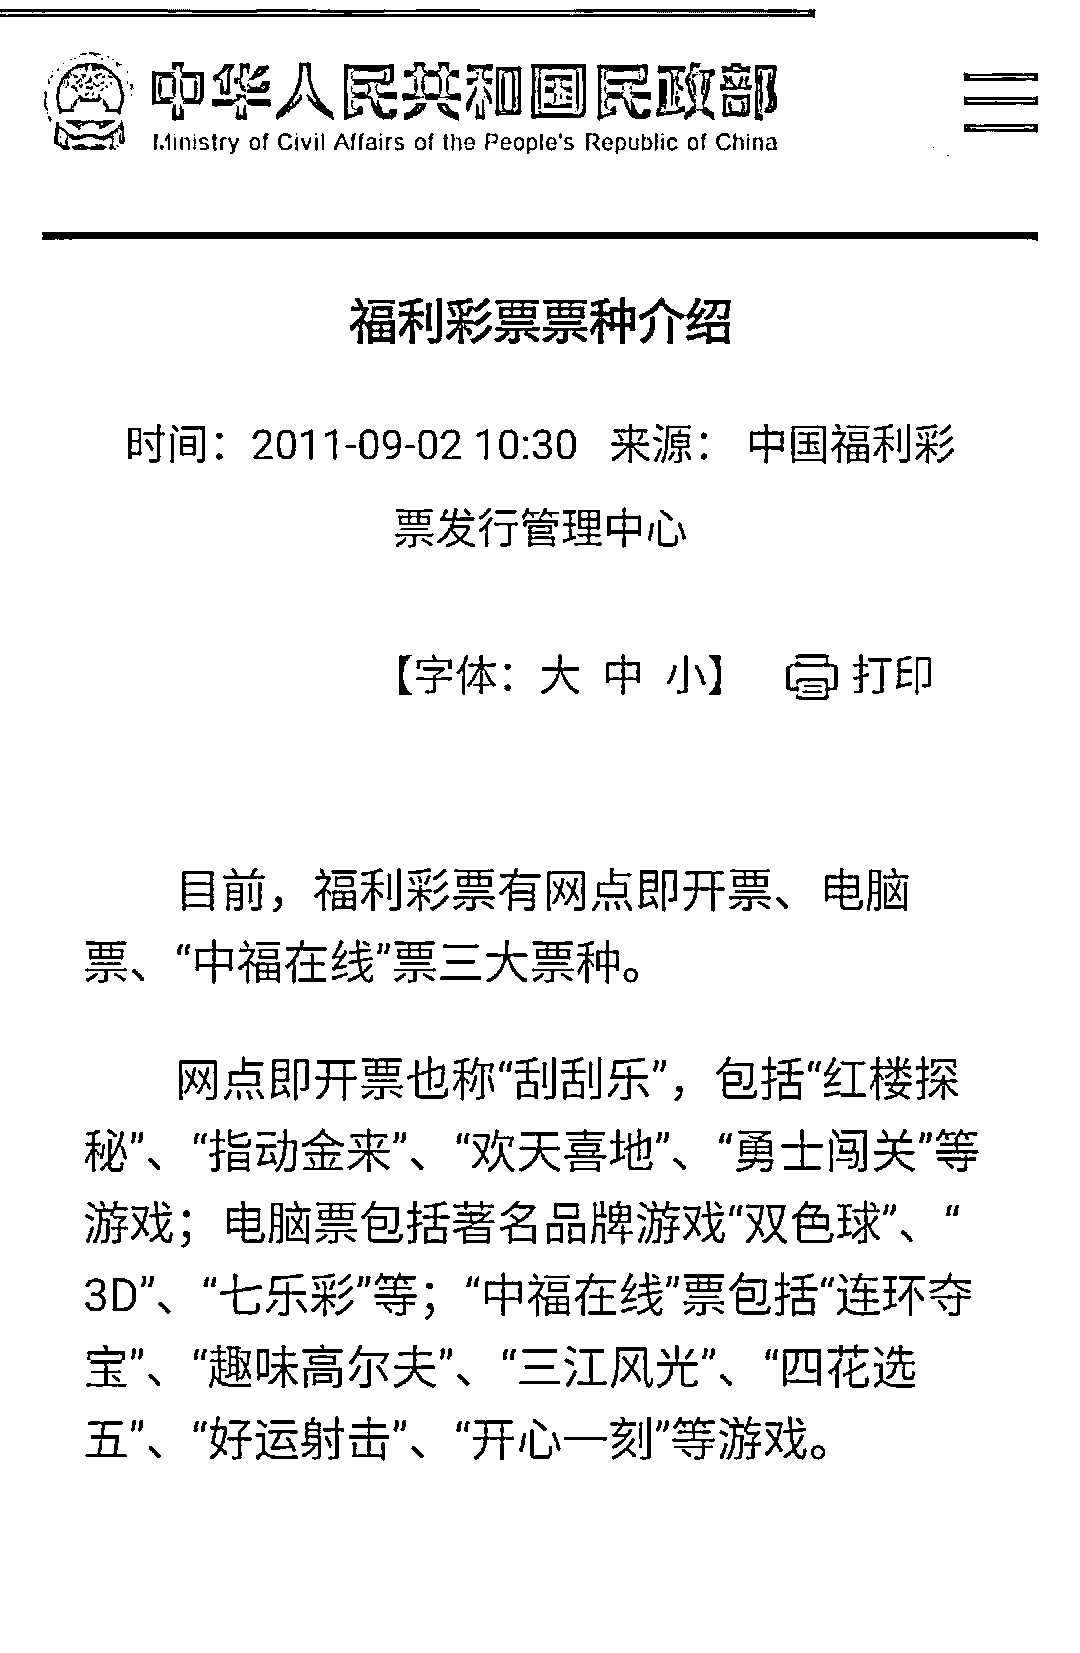 中华人民共和国民政部
Ministry of Civil Affairs of the People's Republic of China
福利彩票票种介绍
时间：2011-09-02 10:30 来源： 中国福利彩
票发行管理中心
【字体：大 中 小】 打印
目前，福利彩票有网点即开票、电脑
票、“中福在线”票三大票种。
网点即开票也称“刮刮乐”，包括“红楼探
秘”、“指动金来”、“欢天喜地”、“勇士闯关”等
游戏；电脑票包括著名品牌游戏“双色球”、“
3D”、“七乐彩”等；“中福在线”票包括“连环夺
宝”、“趣味高尔夫”、“三江风光”、“四花选
五”、“好运射击”、“开心一刻”等游戏。